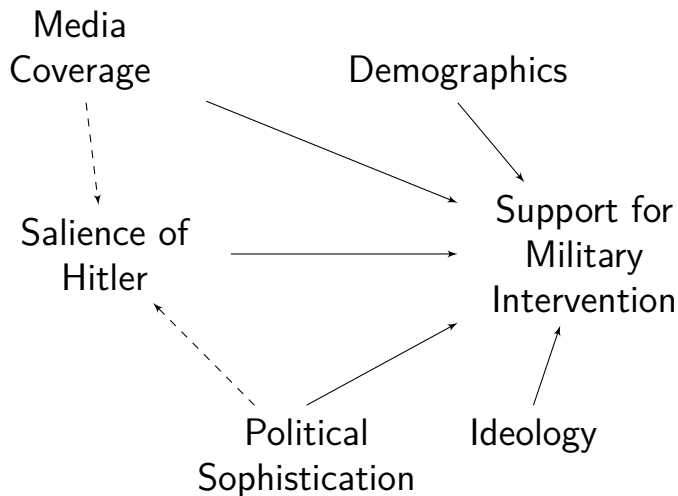 Media
Coverage
Demographics
Salience of
Hitler
Support for
Military
Intervention
Political
Sophistication
Ideology